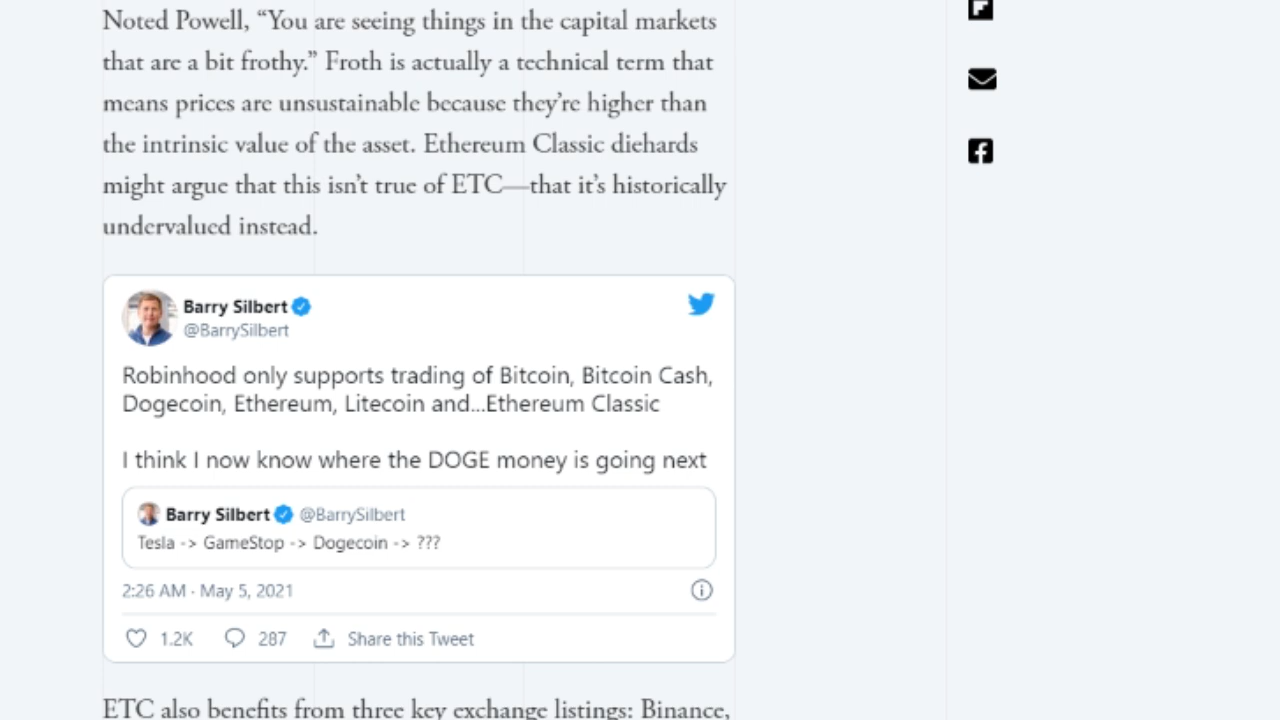 Noted Powell, “You are seeing things in the capital markets
that are a bit frothy.” Froth is actually a technical term that
means prices are unsustainable because they’re higher than
the intrinsic value of the asset. Ethereum Classic diehards
might argue that this isn’t true of ETC—that it’s historically
undervalued instead.
Barry Silbert
@BarrySilbert
Robinhood only supports trading of Bitcoin, Bitcoin Cash,
Dogecoin, Ethereum, Litecoin and...Ethereum Classic
I think I now know where the DOGE money is going next
Barry Silbert @BarrySilbert
Tesla -> GameStop -> Dogecoin -> ???
2:26 AM · May 5, 2021
1.2K 287 Share this Tweet
ETC also benefits from three key exchange listings: Binance,